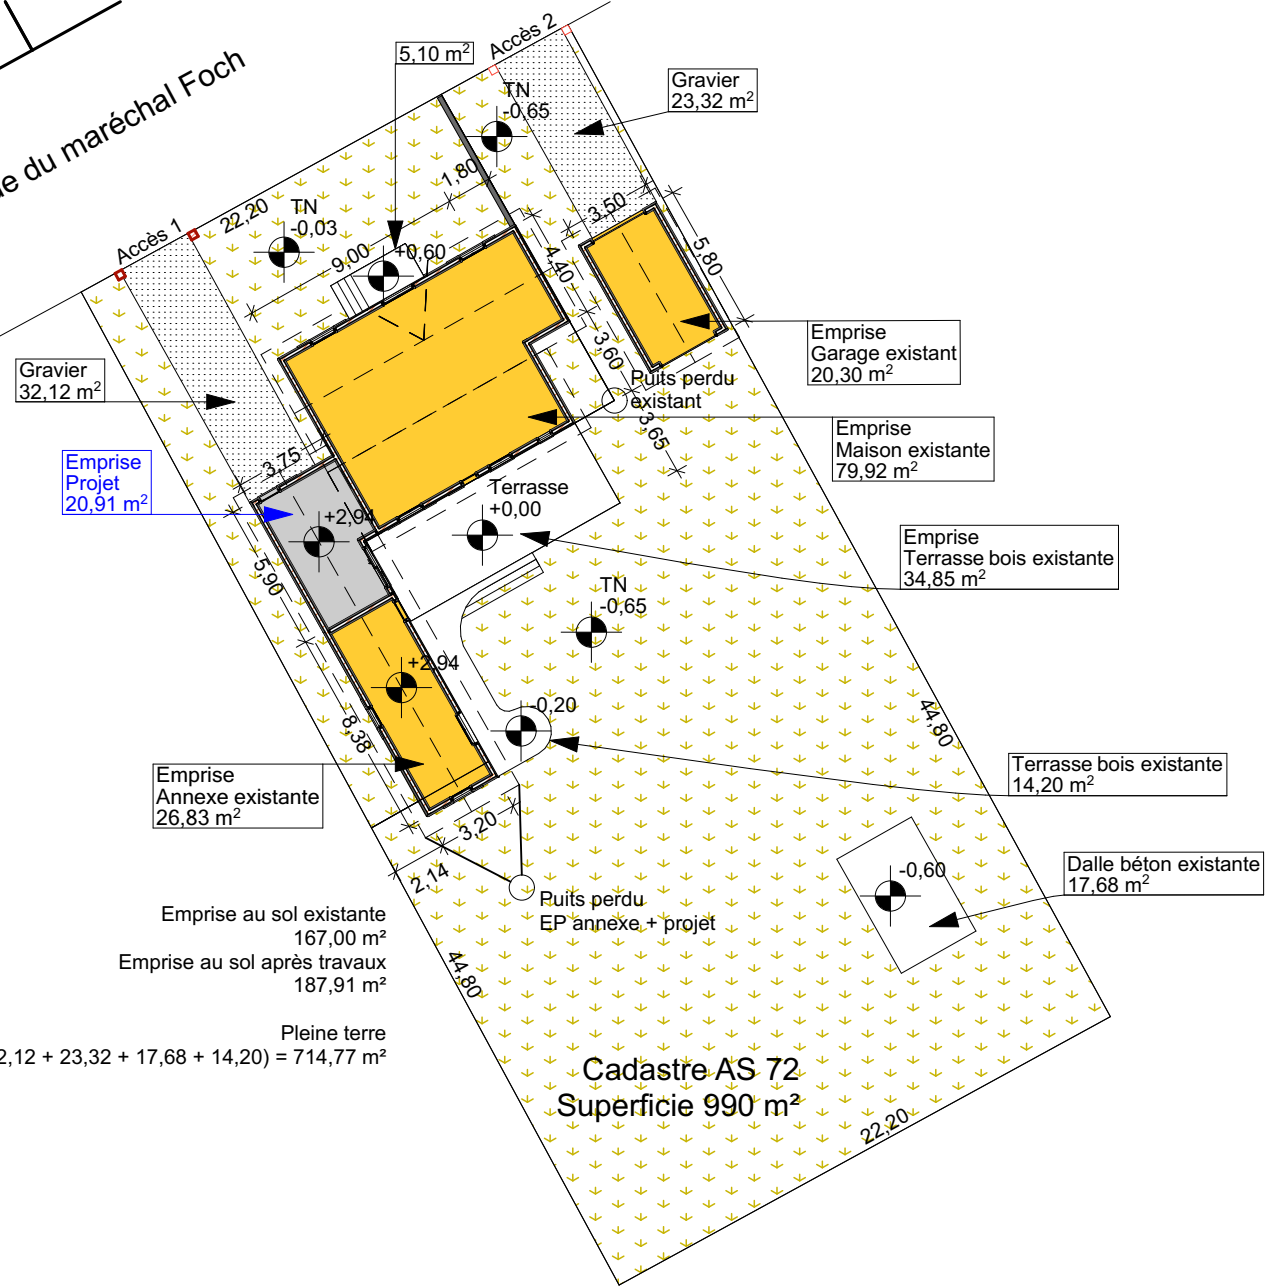 du maréchal Foch
Accès 2
5,10 m²
Gravier
23,32 m²
TN
-0,65
1,80
22,20
TN
-0,03
Accès 1
9,00
+0,60
3,50
4,40
5,80
Emprise
Garage existant
20,30 m²
Gravier
32,12 m²
3,60
Puits perdu
existant
3,65
Emprise
Maison existante
79,92 m²
Emprise
Projet
20,91 m²
3,75
+2,94
Terrasse
+0,00
Emprise
Terrasse bois existante
34,85 m²
5,90
TN
-0,65
+2,94
8,38
-0,20
44,80
Emprise
Annexe existante
26,83 m²
Terrasse bois existante
14,20 m²
3,20
2,14
Puits perdu
EP annexe + projet
-0,60
Dalle béton existante
17,68 m²
Emprise au sol existante
167,00 m²
Emprise au sol après travaux
187,91 m²
44,80
Pleine terre
2,12 + 23,32 + 17,68 + 14,20) = 714,77 m²
Cadastre AS 72
Superficie 990 m²
22,20